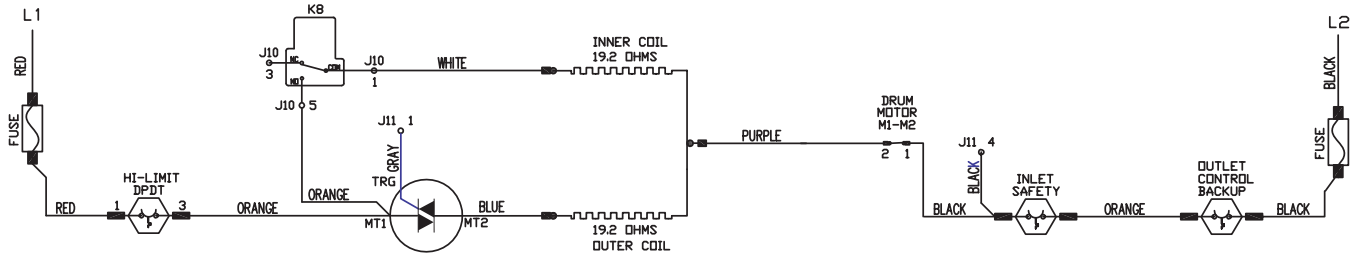 L1
RED
FUSE
RED
HI-LIMIT
DPDT
1
3
ORANGE
K8
J10
3
NC
COM
NO
J10
1
J10 5
WHITE
INNER COIL
19.2 OHMS
J11 1
GRAY
TRG
ORANGE
MT1
MT2
BLUE
19.2 OHMS
OUTER COIL
PURPLE
DRUM
MOTOR
M1-M2
2 1
J11 4
BLACK
BLACK
INLET
SAFETY
ORANGE
OUTLET
CONTROL
BACKUP
BLACK
FUSE
BLACK
L2